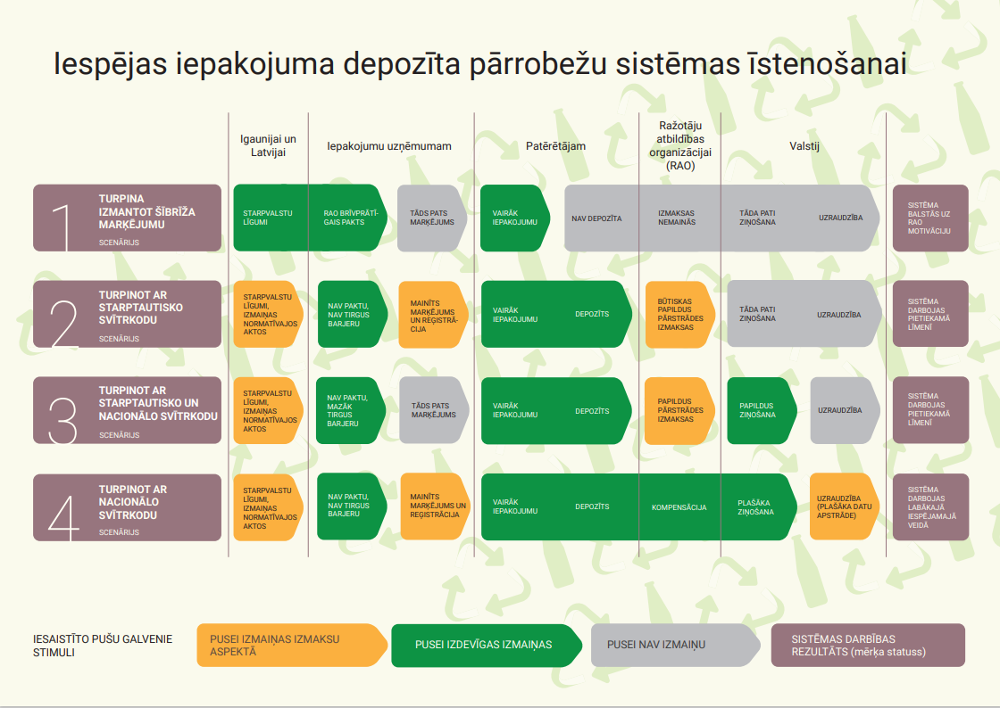 Iespējas iepakojuma depozīta pārrobežu sistēmas īstenošanai
Igaunijai un
Latvijai
Iepakojumu uzņēmumam
Patērētājam
Ražotāju
atbildības
organizācijai
(RAO)
Valstij
1
TURPINA
IZMANTOT ŠĪBRĪŽA
MARĶĒJUMU
SCENĀRIJS
STARPVALSTU
LĪGUMI
RAO BRĪVPRĀTĪ-
GAIS PAKTS
TĀDS PATS
MARĶĒJUMS
VAIRĀK
IEPAKOJUMU
NAV DEPOZĪTA
IZMAKSAS
NEMAINĀS
TĀDA PATI
ZIŅOŠANA
UZRAUDZĪBA
SISTĒMA
BALSTĀS UZ
RAO
MOTIVĀCIJU
2
TURPINOT AR
STARPTAUTISKO
SVĪTRKODU
SCENĀRIJS
STARPVALSTU
LĪGUMI,
IZMAIŅAS
NORMATĪVAJOS
AKTOS
NAV PAKTU,
NAV TIRGUS
BARJERU
MAINĪTS
MARĶĒJUMS
UN REĢISTRĀ-
CIJA
VAIRĀK
IEPAKOJUMU
DEPOZĪTS
BŪTISKAS
PAPILDUS
PĀRSTRĀDES
IZMAKSAS
TĀDA PATI
ZIŅOŠANA
UZRAUDZĪBA
SISTĒMA
DARBOJAS
PIETIEKAMĀ
LĪMENĪ
3
TURPINOT AR
STARPTAUTISKO UN
NACIONĀLO SVĪTRKODU
SCENĀRIJS
STARPVALSTU
LĪGUMI,
IZMAIŅAS
NORMATĪVAJOS
AKTOS
NAV PAKTU,
MAZĀK
TIRGUS
BARJERU
TĀDS PATS
MARĶĒJUMS
VAIRĀK
IEPAKOJUMU
DEPOZĪTS
PAPILDUS
PĀRSTRĀDES
IZMAKSAS
PAPILDUS
ZIŅOŠANA
UZRAUDZĪBA
SISTĒMA
DARBOJAS
PIETIEKAMĀ
LĪMENĪ
4
TURPINOT AR
NACIONĀLO
SVĪTRKODU
SCENĀRIJS
STARPVALSTU
LĪGUMI,
IZMAIŅAS
NORMATĪVAJOS
AKTOS
NAV PAKTU,
NAV TIRGUS
BARJERU
MAINĪTS
MARĶĒJUMS UN
REĢISTRĀCIJA
VAIRĀK
IEPAKOJUMU
DEPOZĪTS
KOMPENSĀCIJA
PLAŠĀKA
ZIŅOŠANA
UZRAUDZĪBA
(PLAŠĀKA DATU
APSTRĀDE)
SISTĒMA
DARBOJAS
LABĀKAJĀ
IESPĒJAMAJĀ
VEIDĀ
IESAISTĪTO PUŠU GALVENIE
STIMULI
PUSEI IZMAIŅAS IZMAKSU
ASPEKTĀ
PUSEI IZDEVĪGAS IZMAIŅAS
PUSEI NAV IZMAIŅU
SISTĒMAS DARBĪBAS
REZULTĀTS (mērķa statuss)